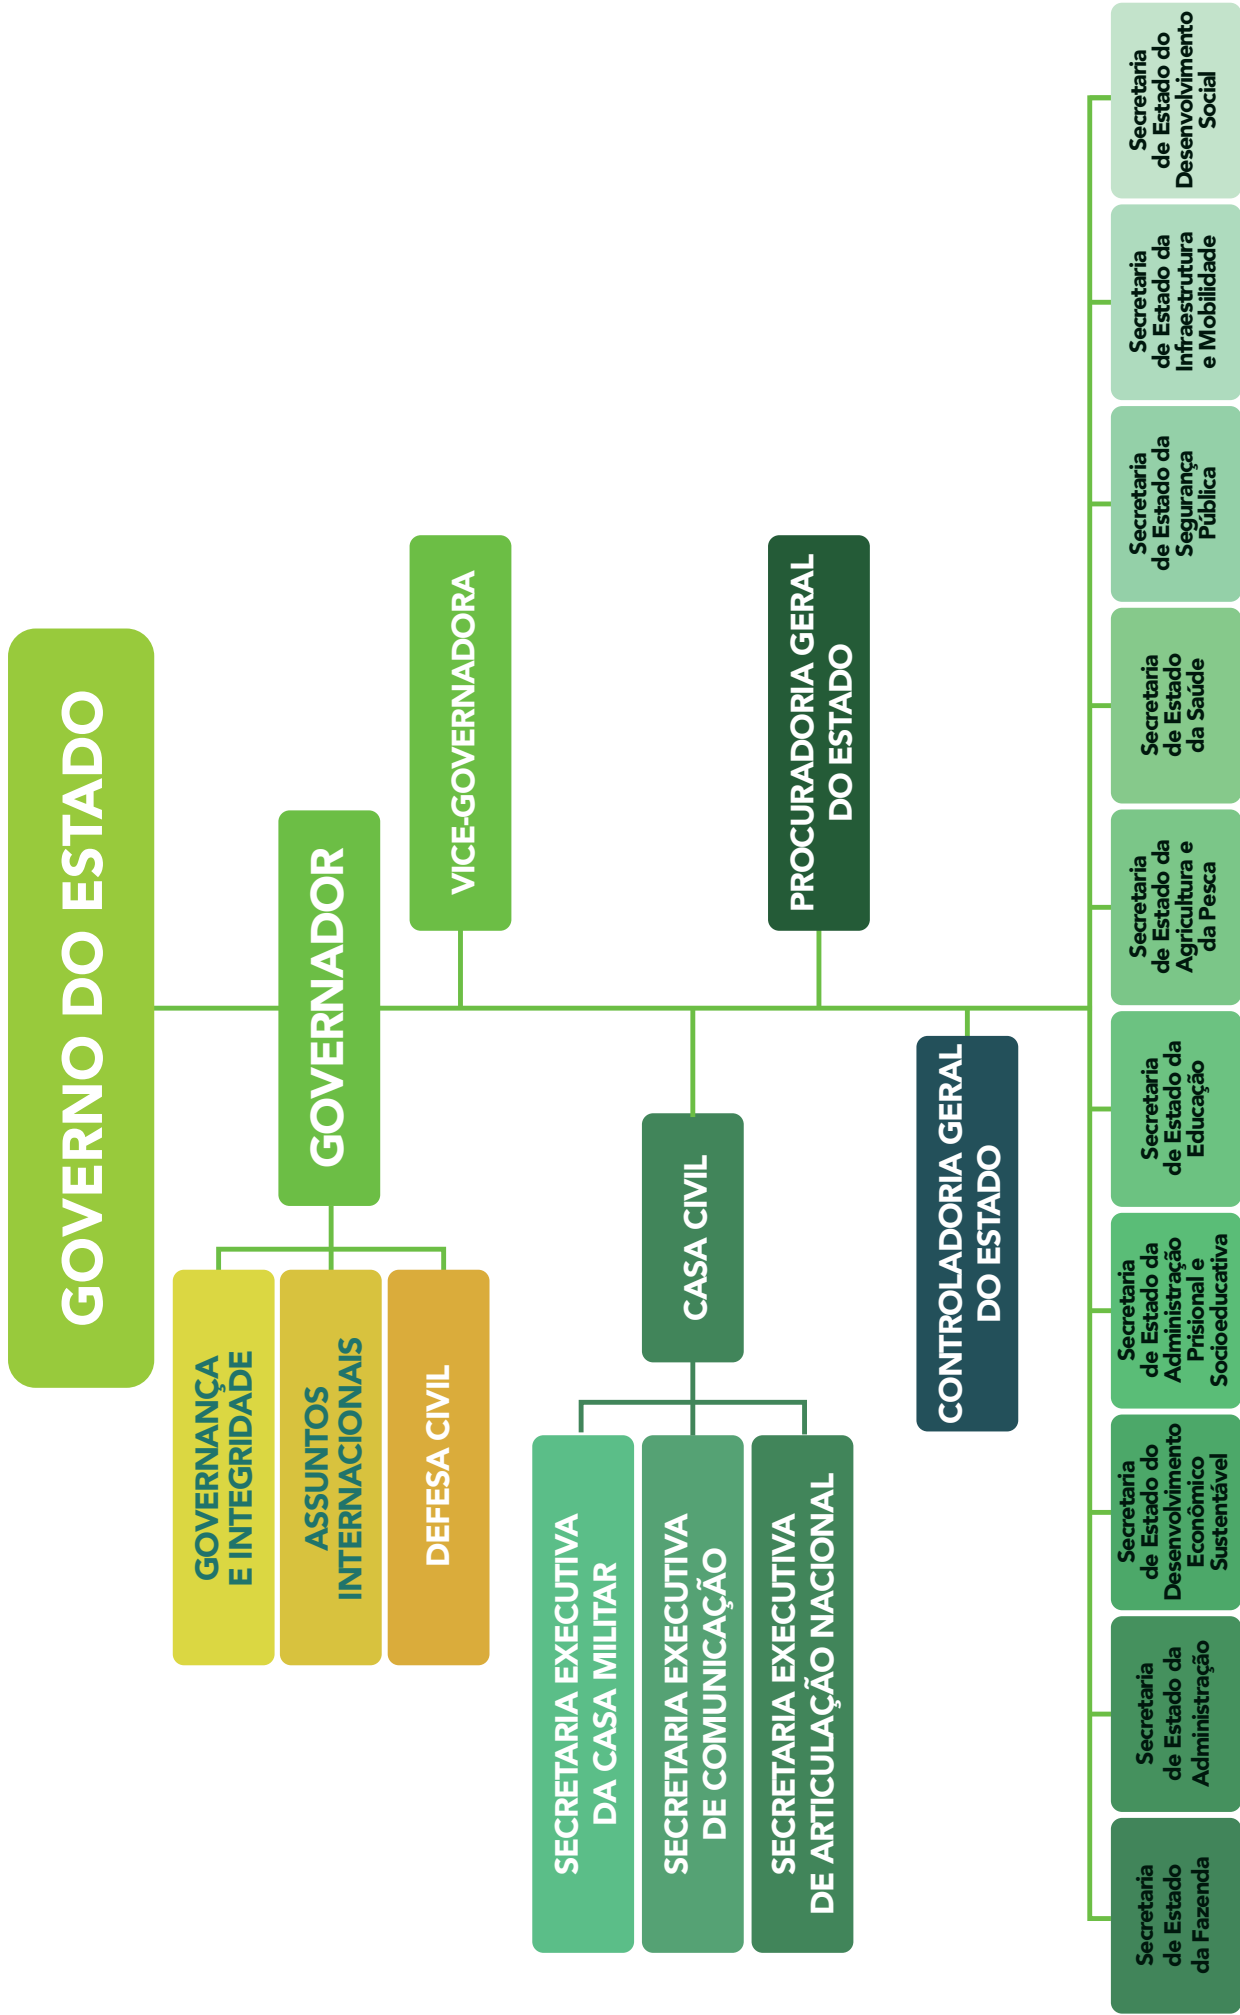 GOVERNO DO ESTADO
GOVERNADOR
GOVERNANÇA
E INTEGRIDADE
ASSUNTOS
INTERNACIONAIS
DEFESA CIVIL
VICE-GOVERNADORA
CASA CIVIL
SECRETARIA EXECUTIVA
DA CASA MILITAR
SECRETARIA EXECUTIVA
DE COMUNICAÇÃO
SECRETARIA EXECUTIVA
DE ARTICULAÇÃO NACIONAL
PROCURADORIA GERAL
DO ESTADO
CONTROLADORIA GERAL
DO ESTADO
Secretaria
de Estado
da Fazenda
Secretaria
de Estado da
Administração
Secretaria
de Estado do
Desenvolvimento
Econômico
Sustentável
Secretaria
de Estado da
Administração
Prisional e
Socioeducativa
Secretaria
de Estado da
Educação
Secretaria
de Estado da
Agricultura e
da Pesca
Secretaria
de Estado
da Saúde
Secretaria
de Estado da
Segurança
Pública
Secretaria
de Estado da
Infraestrutura
e Mobilidade
Secretaria
de Estado do
Desenvolvimento
Social